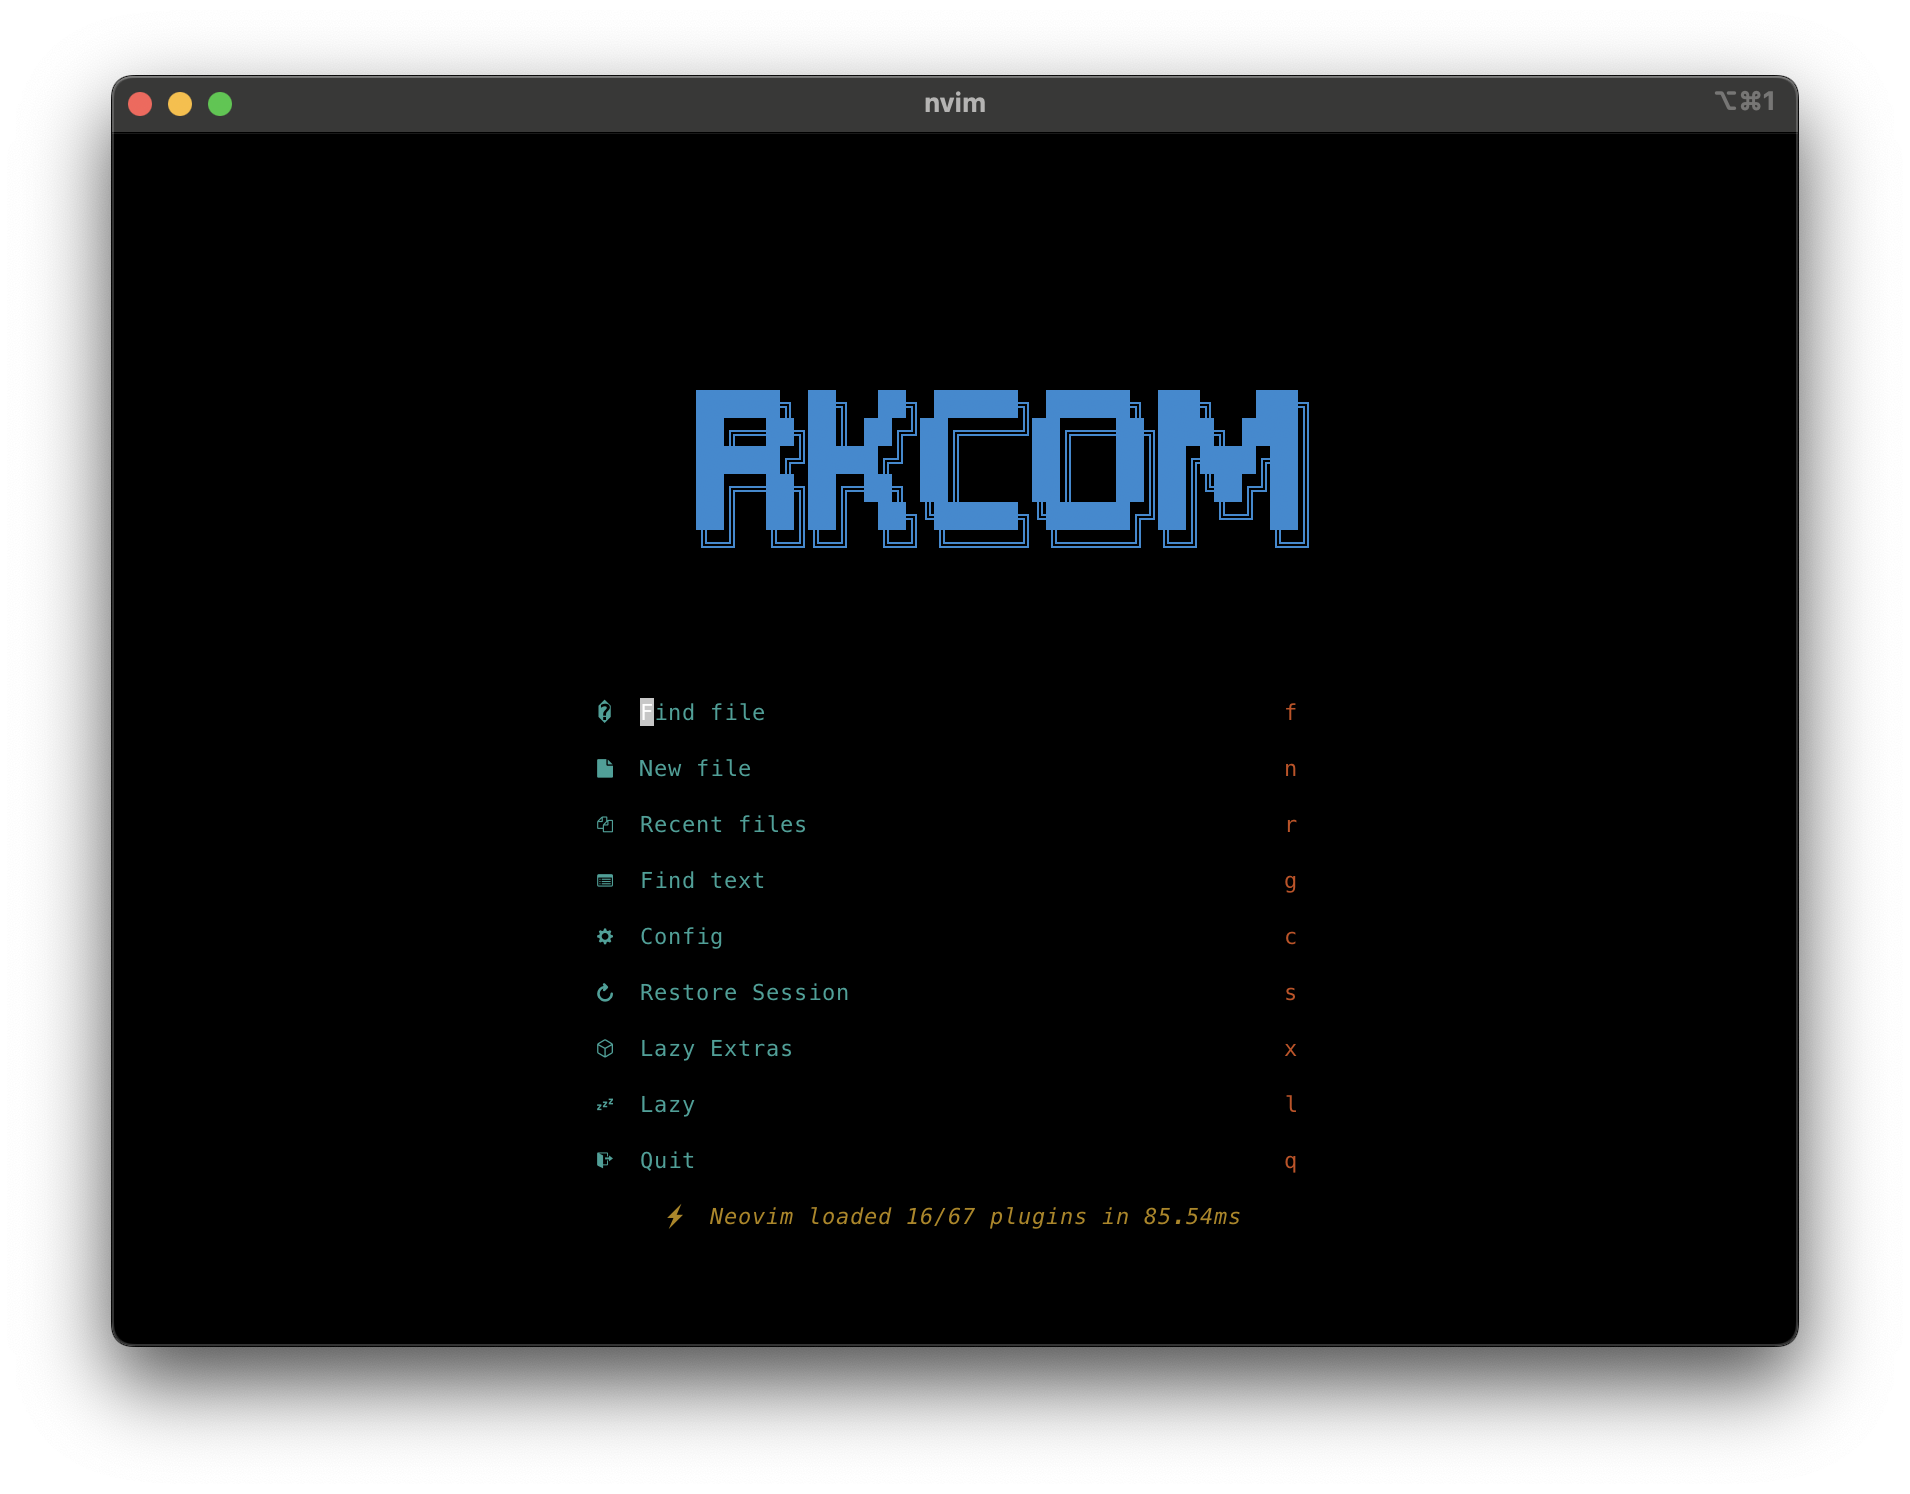 nvim
⌥⌘1
RKCOM
Find file f
New file n
Recent files r
Find text g
Config c
Restore Session s
Lazy Extras x
zzz Lazy l
Quit q
⚡ Neovim loaded 16/67 plugins in 85.54ms